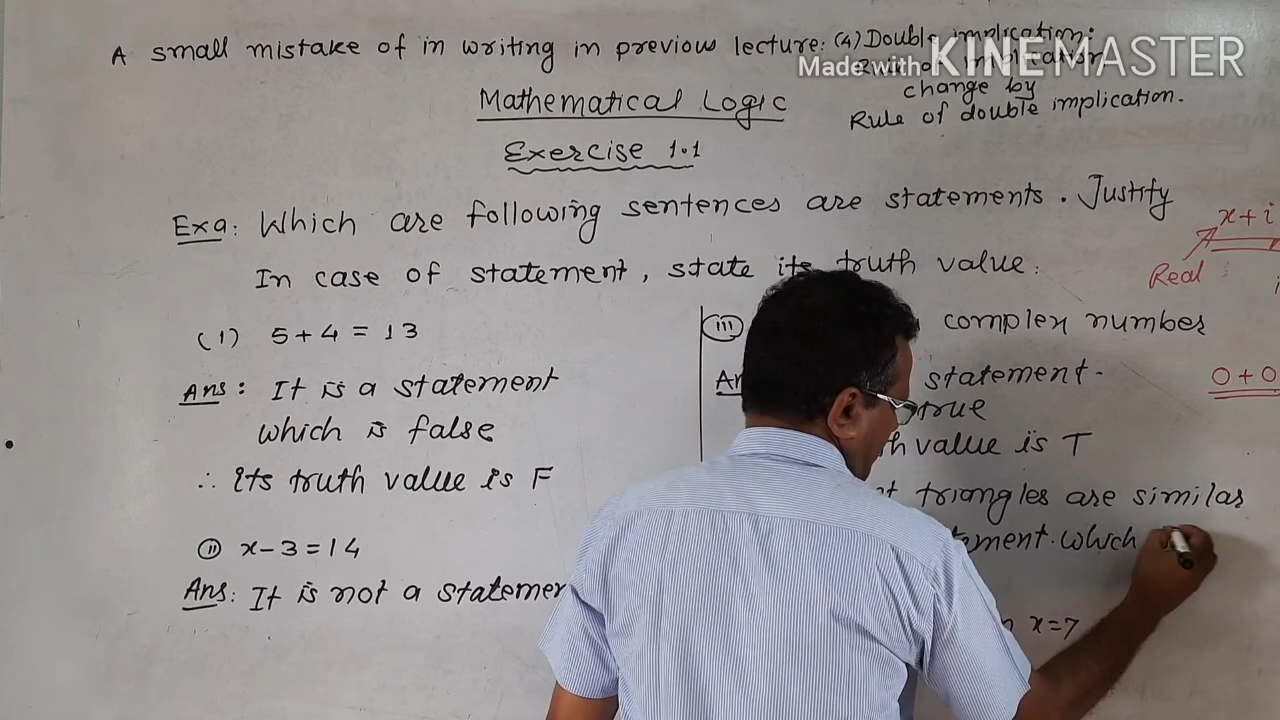 A small mistake of in writing in previous lecture: (4) Double implication:
Made with KINEMASTER
change by
Rule of double implication.
Mathematical Logic
Exercise 1.1
Exa: Which are following sentences are statements. Justify
In case of statement, state its truth value.
(1) 5+4 = 13
Ans: It is a statement
which is false
∴ its truth value is F
(ii) x-3=14
Ans: It is not a statemen
(iii) complex number
statement.
true
value is T
triangles are similar
which
x=7
x+i
Real
0+0